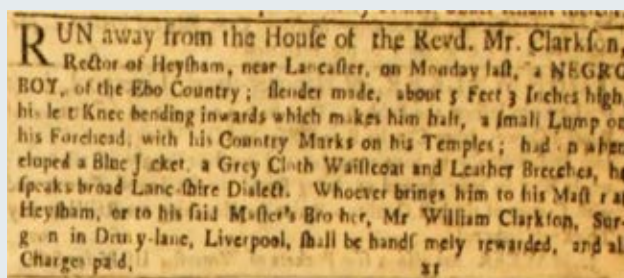 RUN away from the House of the Revd. Mr. Clarkson,
Rector of Heysham, near Lancaster, on Monday last, a NEGRO
BOY, of the Ebo Country; slender made, about 5 Feet 3 Inches high,
his left Knee bending inwards which makes him halt, a small Lump on
his Forehead, with his Country Marks on his Temples; had on when
eloped a Blue Jacket, a Grey Cloth Waistcoat and Leather Breeches, he
speaks broad Lancashire Dialect. Whoever brings him to his Master at
Heysham, or to his said Master's Brother, Mr William Clarkson, Sur-
geon in Drury-lane, Liverpool, shall be handsomely rewarded, and all
Charges paid,